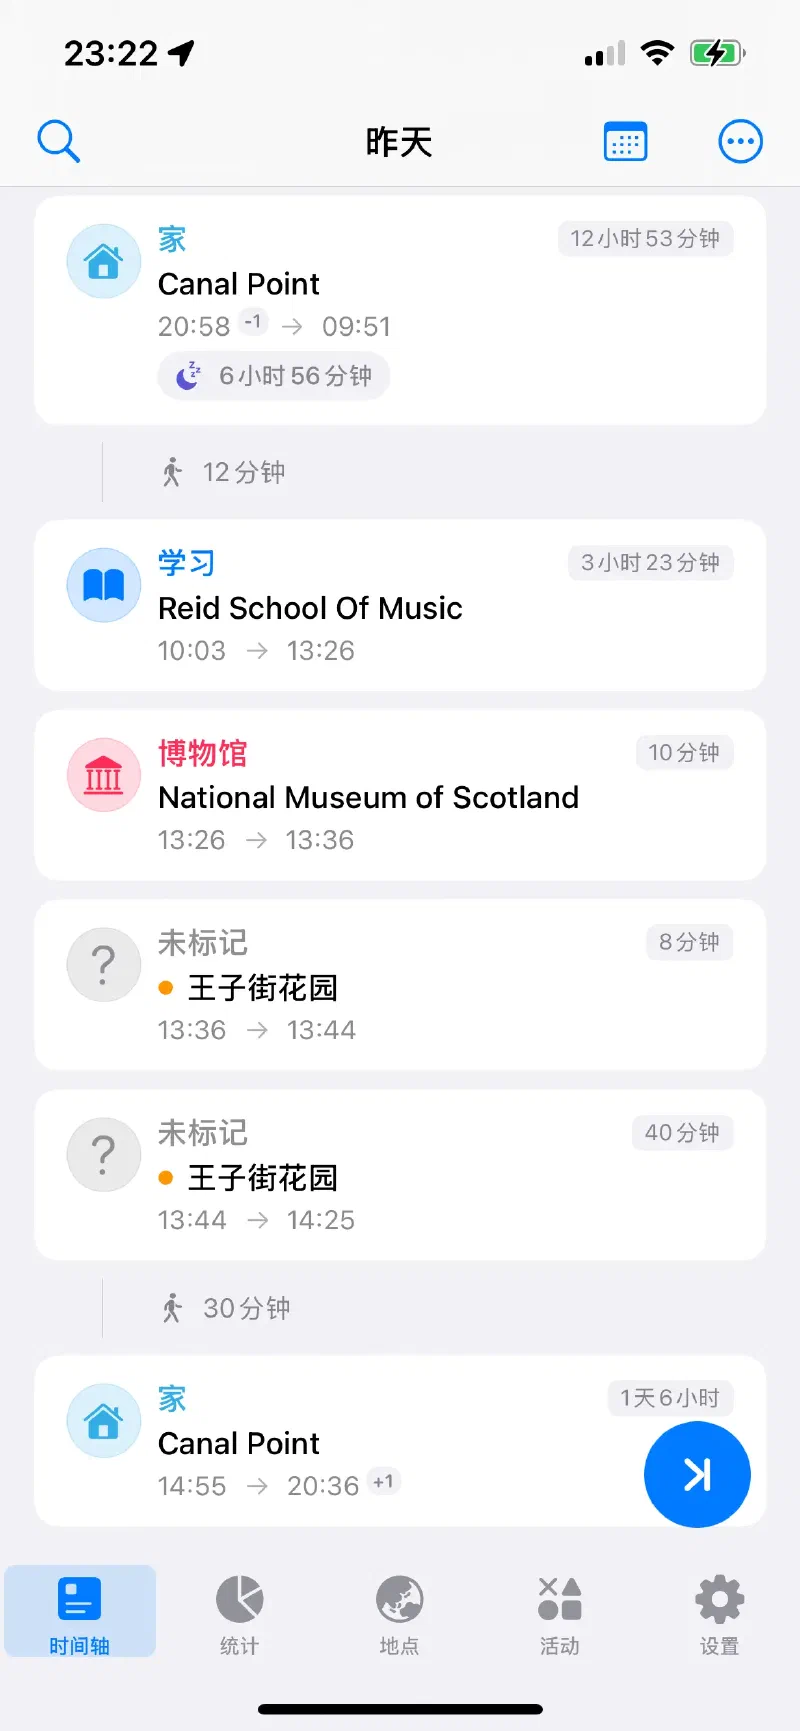 23:22
昨天
家
12小时53分钟
Canal Point
20:58 -1 → 09:51
6小时56分钟
12分钟
学习
3小时23分钟
Reid School Of Music
10:03 → 13:26
博物馆
10分钟
National Museum of Scotland
13:26 → 13:36
未标记
8分钟
王子街花园
13:36 → 13:44
未标记
40分钟
王子街花园
13:44 → 14:25
30分钟
家
1天6小时
Canal Point
14:55 → 20:36 +1
时间轴
统计
地点
活动
设置